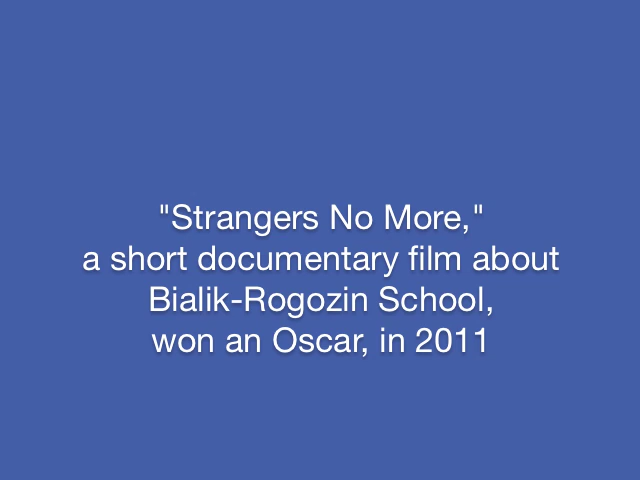 "Strangers No More,"
a short documentary film about
Bialik-Rogozin School,
won an Oscar, in 2011